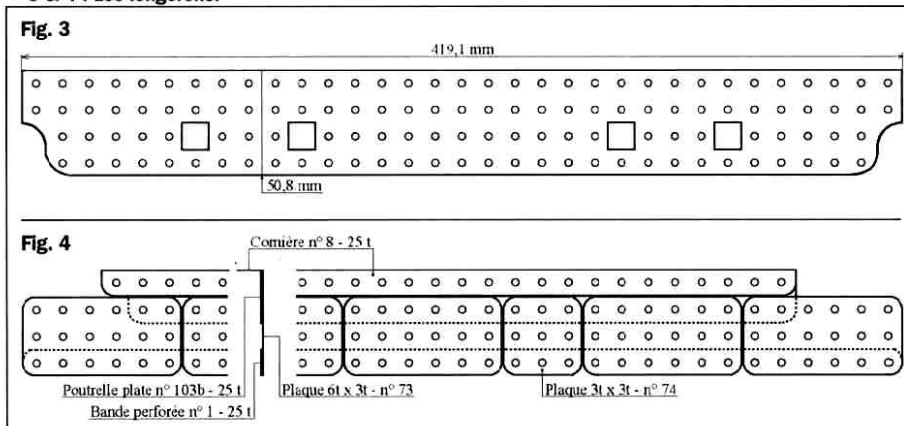 Fig. 3
419,1 mm
50,8 mm
Fig. 4
Cornière n° 8 - 25 t
Poutrelle plate n° 103b - 25 t
Plaque 6t x 3t - n° 73
Plaque 3t x 3t - n° 74
Bande perforée n° 1 - 25 t